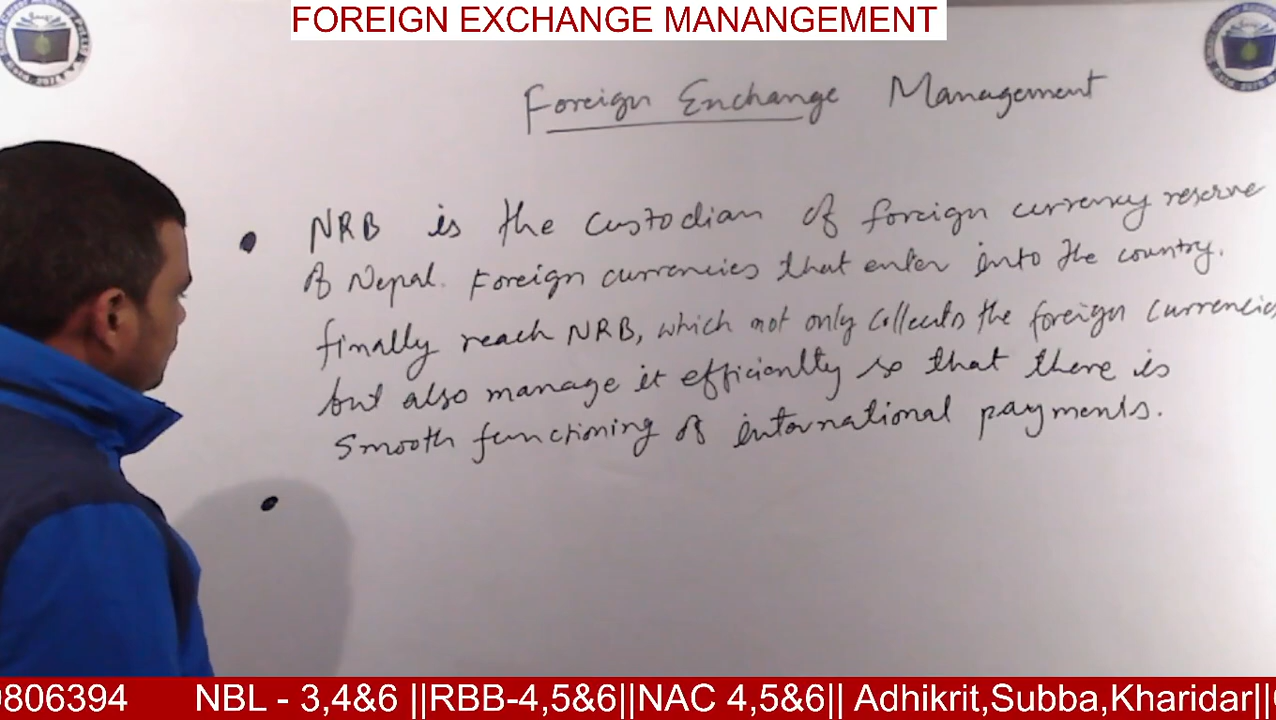 FOREIGN EXCHANGE MANANGEMENT
Foreign Exchange Management
• NRB is the custodian of foreign currency reserve
of Nepal. Foreign currencies that enter into the country.
finally reach NRB, which not only collects the foreign currencies,
but also manage it efficiently so that there is
smooth functioning of international payments.
•
9806394 NBL - 3,4&6 ||RBB-4,5&6||NAC 4,5&6|| Adhikrit,Subba,Kharidar||